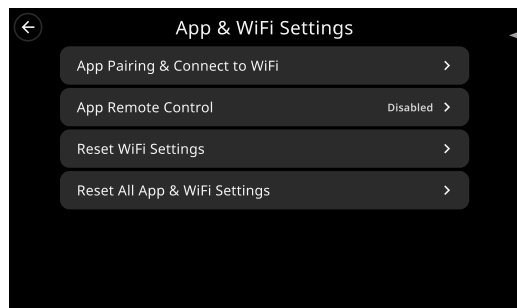 App & WiFi Settings
App Pairing & Connect to WiFi
App Remote Control Disabled
Reset WiFi Settings
Reset All App & WiFi Settings